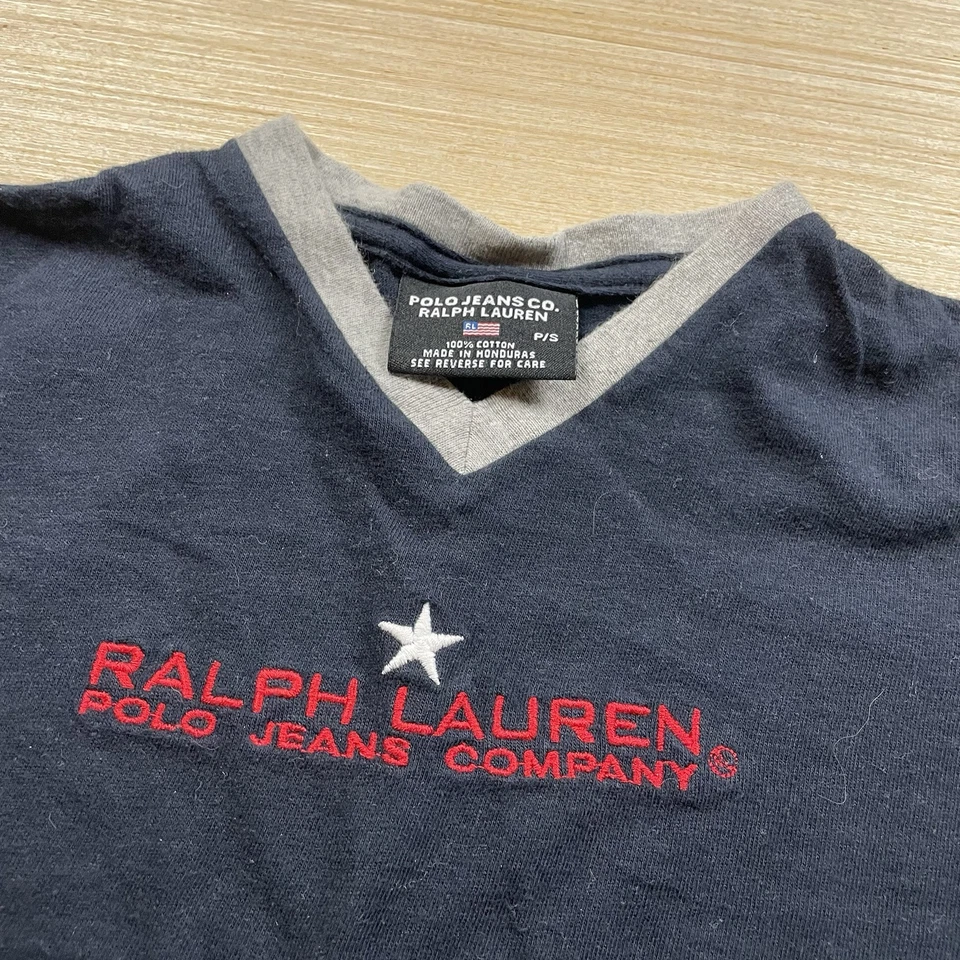 POLO JEANS CO.
RALPH LAUREN
RL
P/S
100% COTTON
MADE IN HONDURAS
SEE REVERSE FOR CARE
RALPH LAUREN
POLO JEANS COMPANY